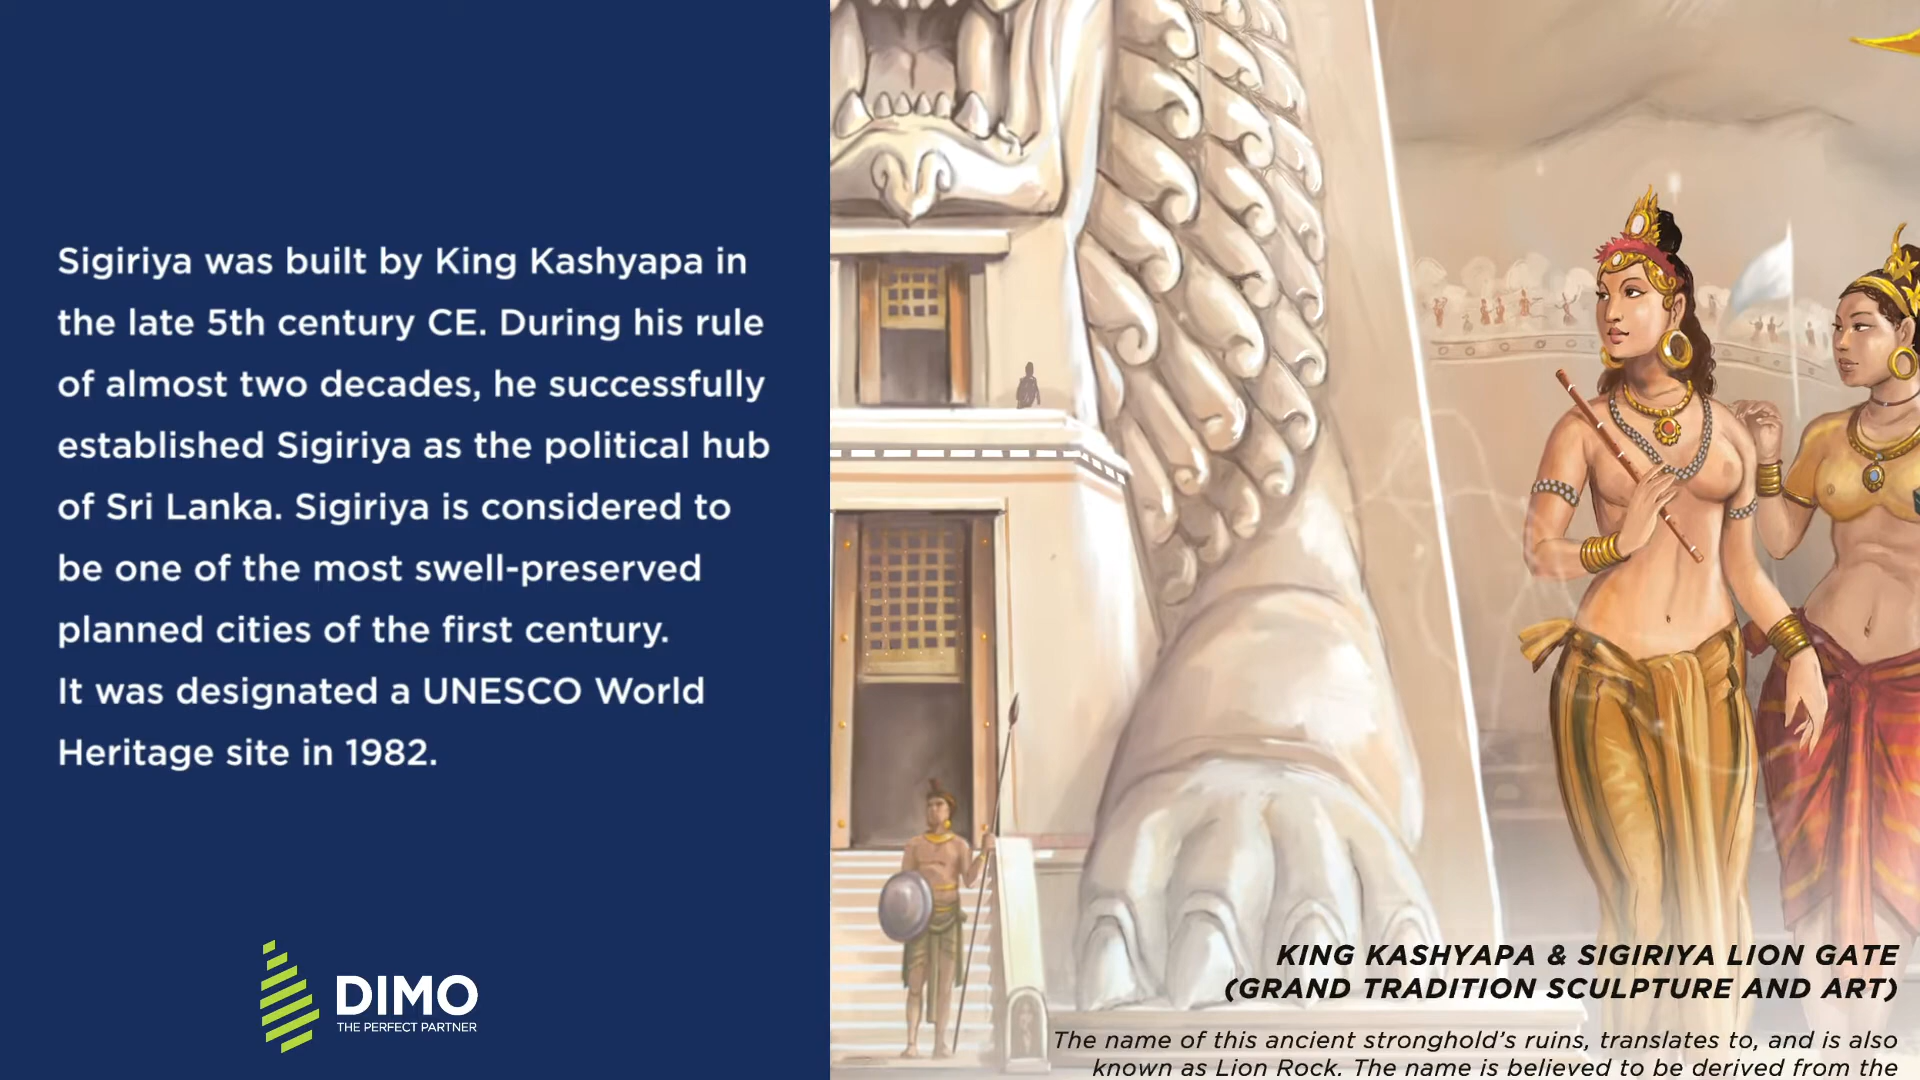 Sigiriya was built by King Kashyapa in
the late 5th century CE. During his rule
of almost two decades, he successfully
established Sigiriya as the political hub
of Sri Lanka. Sigiriya is considered to
be one of the most swell-preserved
planned cities of the first century.
It was designated a UNESCO World
Heritage site in 1982.
DIMO
THE PERFECT PARTNER
KING KASHYAPA & SIGIRIYA LION GATE
(GRAND TRADITION SCULPTURE AND ART)
The name of this ancient stronghold's ruins, translates to, and is also
known as Lion Rock. The name is believed to be derived from the